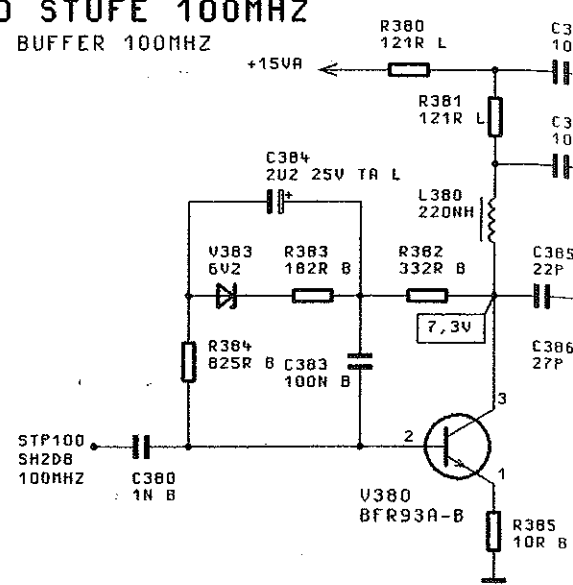 STUFE 100MHZ
BUFFER 100MHZ
+15VA
R380
121R L
R381
121R L
C384
2U2 25V TA L
+
L380
220NH
V383
6V2
R383
182R B
R382
332R B
C385
22P
7,3V
R384
825R B
C383
100N B
C386
27P
3
2
STP100
SH2D8
100MHZ
C380
1N B
1
V380
BFR93A-B
R385
10R B